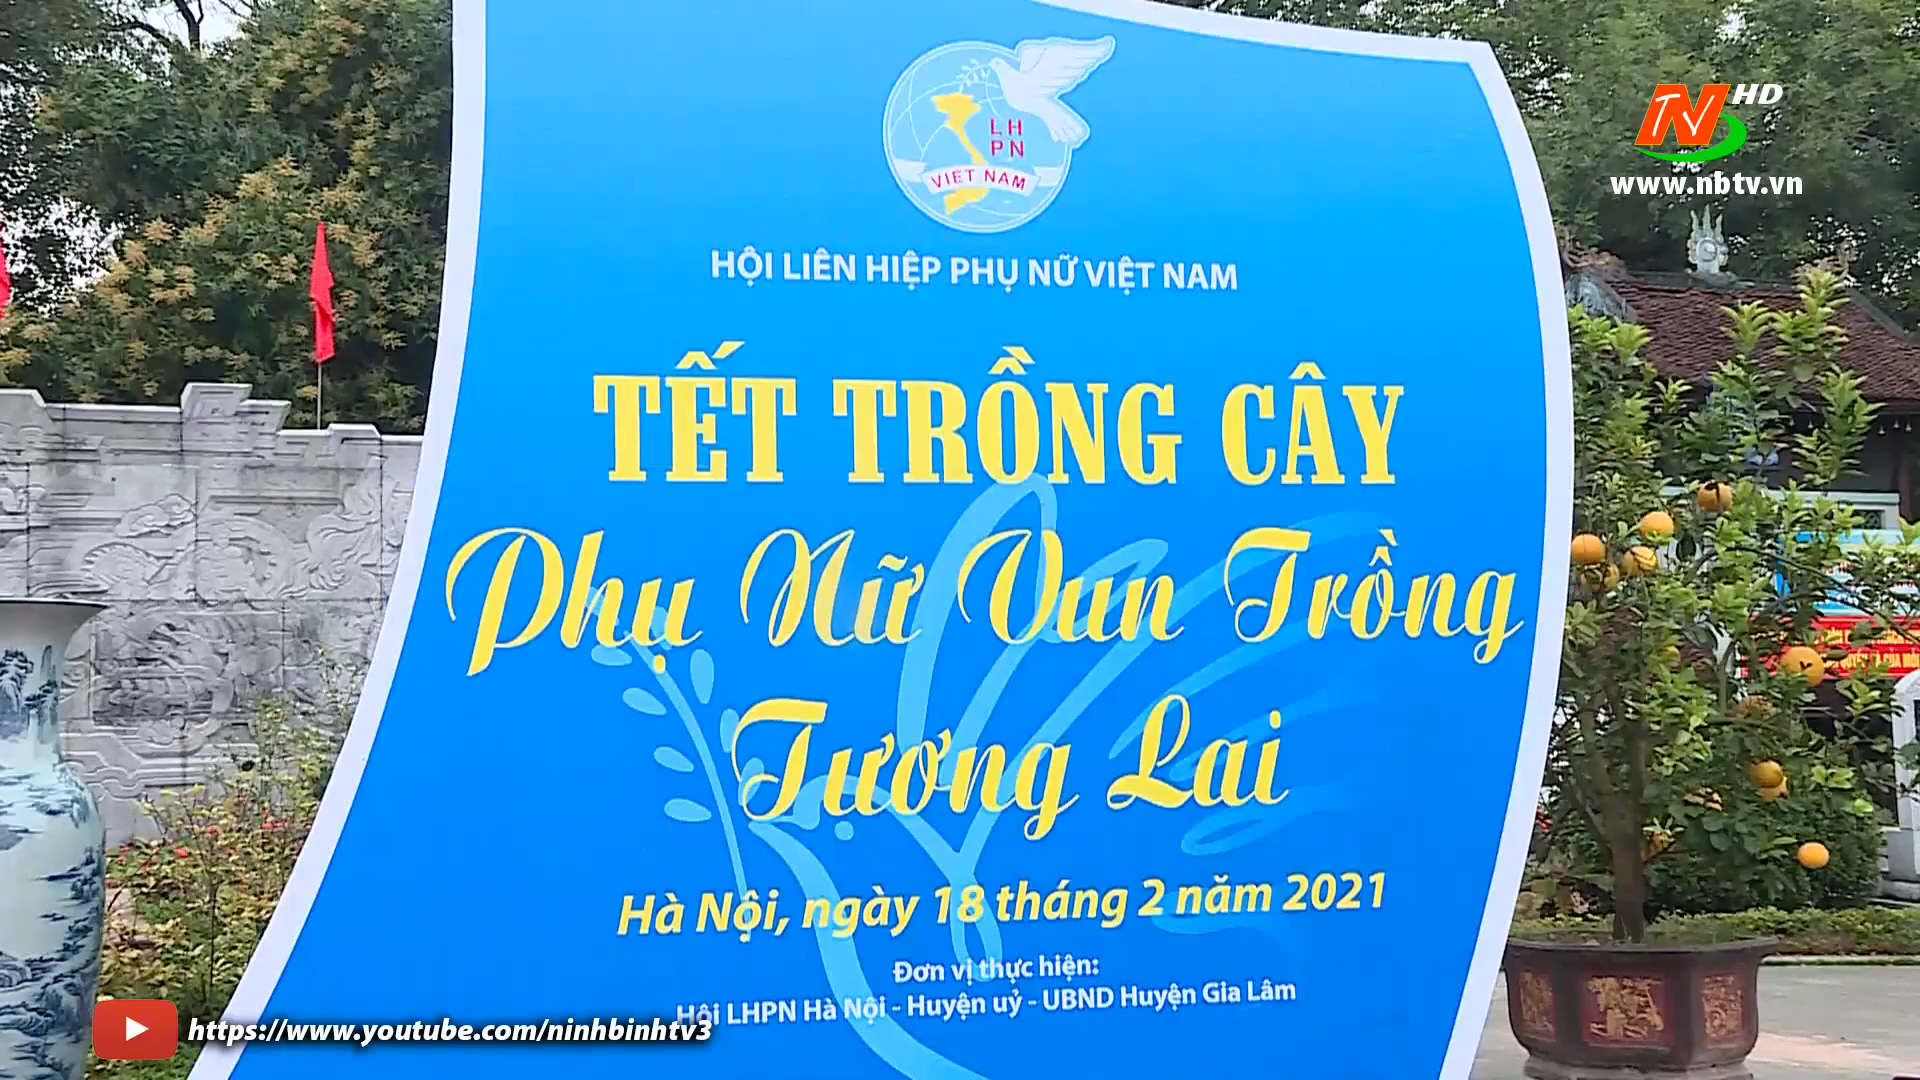 LH
PN
VIET NAM
HỘI LIÊN HIỆP PHỤ NỮ VIỆT NAM
TẾT TRỒNG CÂY
Phụ Nữ Vun Trồng
Tương Lai
Hà Nội, ngày 18 tháng 2 năm 2021
Đơn vị thực hiện:
Hội LHPN Hà Nội - Huyện uỷ - UBND Huyện Gia Lâm
NTV HD
www.nbtv.vn
https://www.youtube.com/ninhbinhtv3